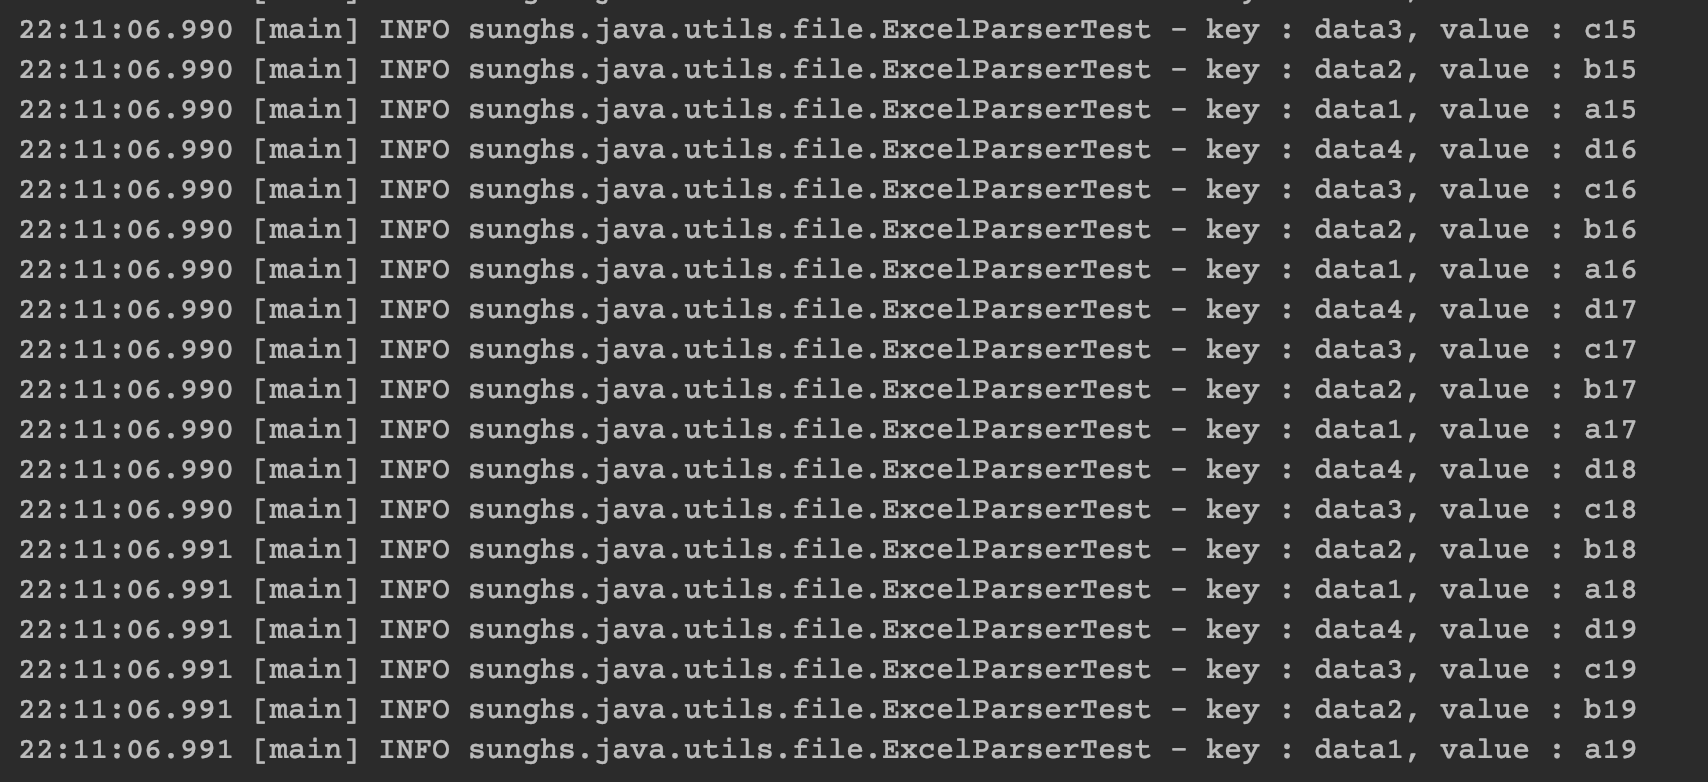 22:11:06.990 [main] INFO sunghs.java.utils.file.ExcelParserTest - key : data3, value : c15
22:11:06.990 [main] INFO sunghs.java.utils.file.ExcelParserTest - key : data2, value : b15
22:11:06.990 [main] INFO sunghs.java.utils.file.ExcelParserTest - key : data1, value : a15
22:11:06.990 [main] INFO sunghs.java.utils.file.ExcelParserTest - key : data4, value : d16
22:11:06.990 [main] INFO sunghs.java.utils.file.ExcelParserTest - key : data3, value : c16
22:11:06.990 [main] INFO sunghs.java.utils.file.ExcelParserTest - key : data2, value : b16
22:11:06.990 [main] INFO sunghs.java.utils.file.ExcelParserTest - key : data1, value : a16
22:11:06.990 [main] INFO sunghs.java.utils.file.ExcelParserTest - key : data4, value : d17
22:11:06.990 [main] INFO sunghs.java.utils.file.ExcelParserTest - key : data3, value : c17
22:11:06.990 [main] INFO sunghs.java.utils.file.ExcelParserTest - key : data2, value : b17
22:11:06.990 [main] INFO sunghs.java.utils.file.ExcelParserTest - key : data1, value : a17
22:11:06.990 [main] INFO sunghs.java.utils.file.ExcelParserTest - key : data4, value : d18
22:11:06.990 [main] INFO sunghs.java.utils.file.ExcelParserTest - key : data3, value : c18
22:11:06.991 [main] INFO sunghs.java.utils.file.ExcelParserTest - key : data2, value : b18
22:11:06.991 [main] INFO sunghs.java.utils.file.ExcelParserTest - key : data1, value : a18
22:11:06.991 [main] INFO sunghs.java.utils.file.ExcelParserTest - key : data4, value : d19
22:11:06.991 [main] INFO sunghs.java.utils.file.ExcelParserTest - key : data3, value : c19
22:11:06.991 [main] INFO sunghs.java.utils.file.ExcelParserTest - key : data2, value : b19
22:11:06.991 [main] INFO sunghs.java.utils.file.ExcelParserTest - key : data1, value : a19